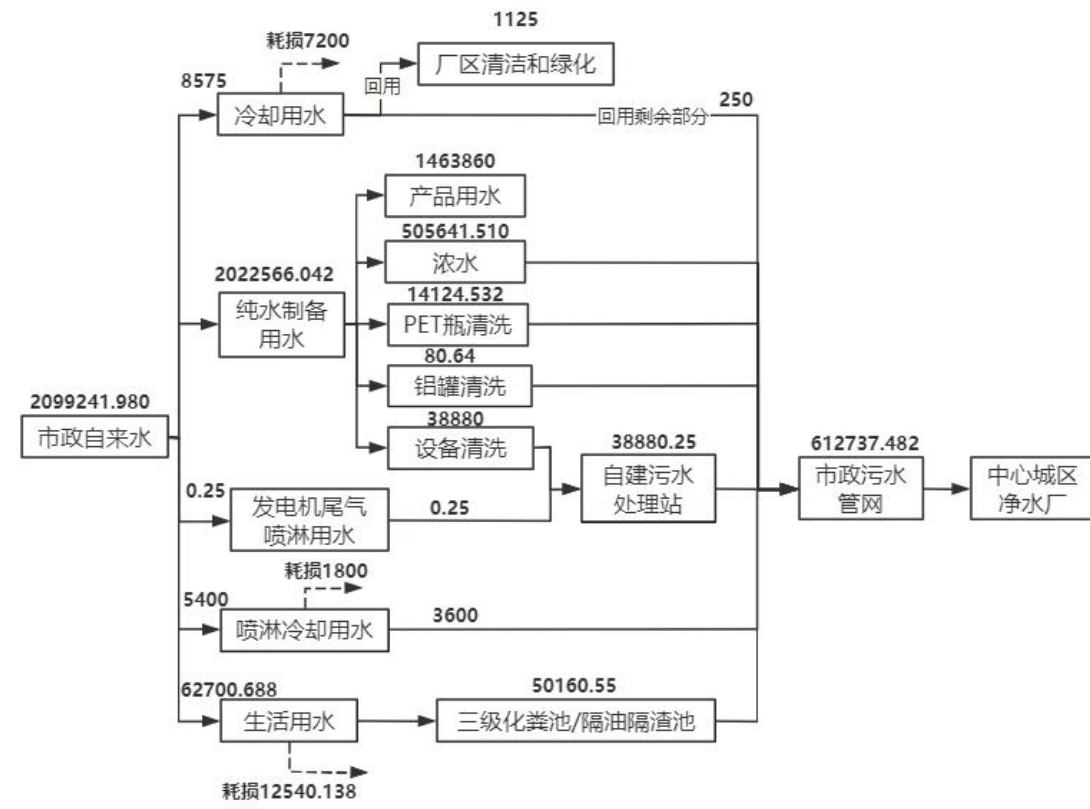 1125
耗损7200
厂区清洁和绿化
8575
回用
250
冷却用水
回用剩余部分
1463860
产品用水
505641.510
浓水
2022566.042
14124.532
纯水制备
用水
PET瓶清洗
80.64
铝罐清洗
2099241.980
38880
市政自来水
设备清洗
38880.25
612737.482
自建污水
处理站
市政污水
管网
中心城区
净水厂
0.25
发电机尾气
喷淋用水
0.25
耗损1800
5400
3600
喷淋冷却用水
62700.688
50160.55
生活用水
三级化粪池/隔油隔渣池
耗损12540.138